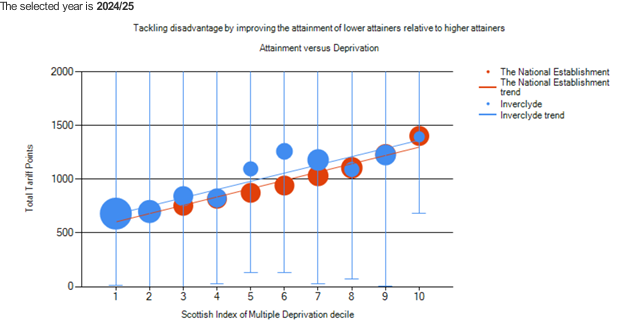 The selected year is 2024/25
Tackling disadvantage by improving the attainment of lower attainers relative to higher attainers
Attainment versus Deprivation
2000
1500
1000
500
0
Total Tariff Points
1 2 3 4 5 6 7 8 9 10
Scottish Index of Multiple Deprivation decile
The National Establishment
The National Establishment
trend
Inverclyde
Inverclyde trend